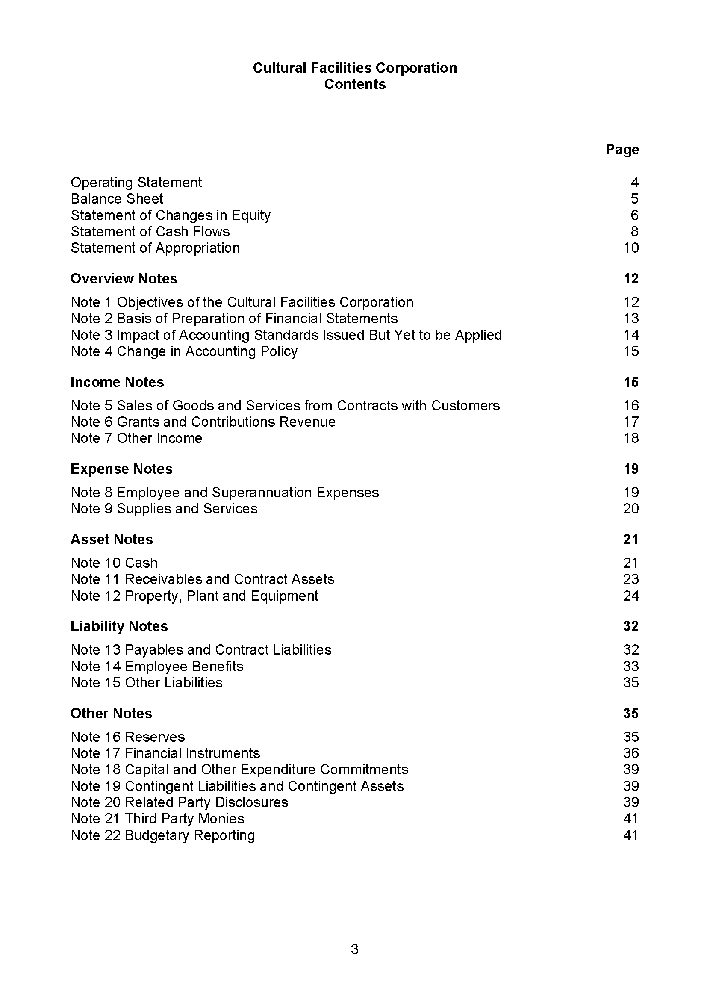 Cultural Facilities Corporation
Contents
Page
Operating Statement 4
Balance Sheet 5
Statement of Changes in Equity 6
Statement of Cash Flows 8
Statement of Appropriation 10
Overview Notes 12
Note 1 Objectives of the Cultural Facilities Corporation 12
Note 2 Basis of Preparation of Financial Statements 13
Note 3 Impact of Accounting Standards Issued But Yet to be Applied 14
Note 4 Change in Accounting Policy 15
Income Notes 15
Note 5 Sales of Goods and Services from Contracts with Customers 16
Note 6 Grants and Contributions Revenue 17
Note 7 Other Income 18
Expense Notes 19
Note 8 Employee and Superannuation Expenses 19
Note 9 Supplies and Services 20
Asset Notes 21
Note 10 Cash 21
Note 11 Receivables and Contract Assets 23
Note 12 Property, Plant and Equipment 24
Liability Notes 32
Note 13 Payables and Contract Liabilities 32
Note 14 Employee Benefits 33
Note 15 Other Liabilities 35
Other Notes 35
Note 16 Reserves 35
Note 17 Financial Instruments 36
Note 18 Capital and Other Expenditure Commitments 39
Note 19 Contingent Liabilities and Contingent Assets 39
Note 20 Related Party Disclosures 39
Note 21 Third Party Monies 41
Note 22 Budgetary Reporting 41
3